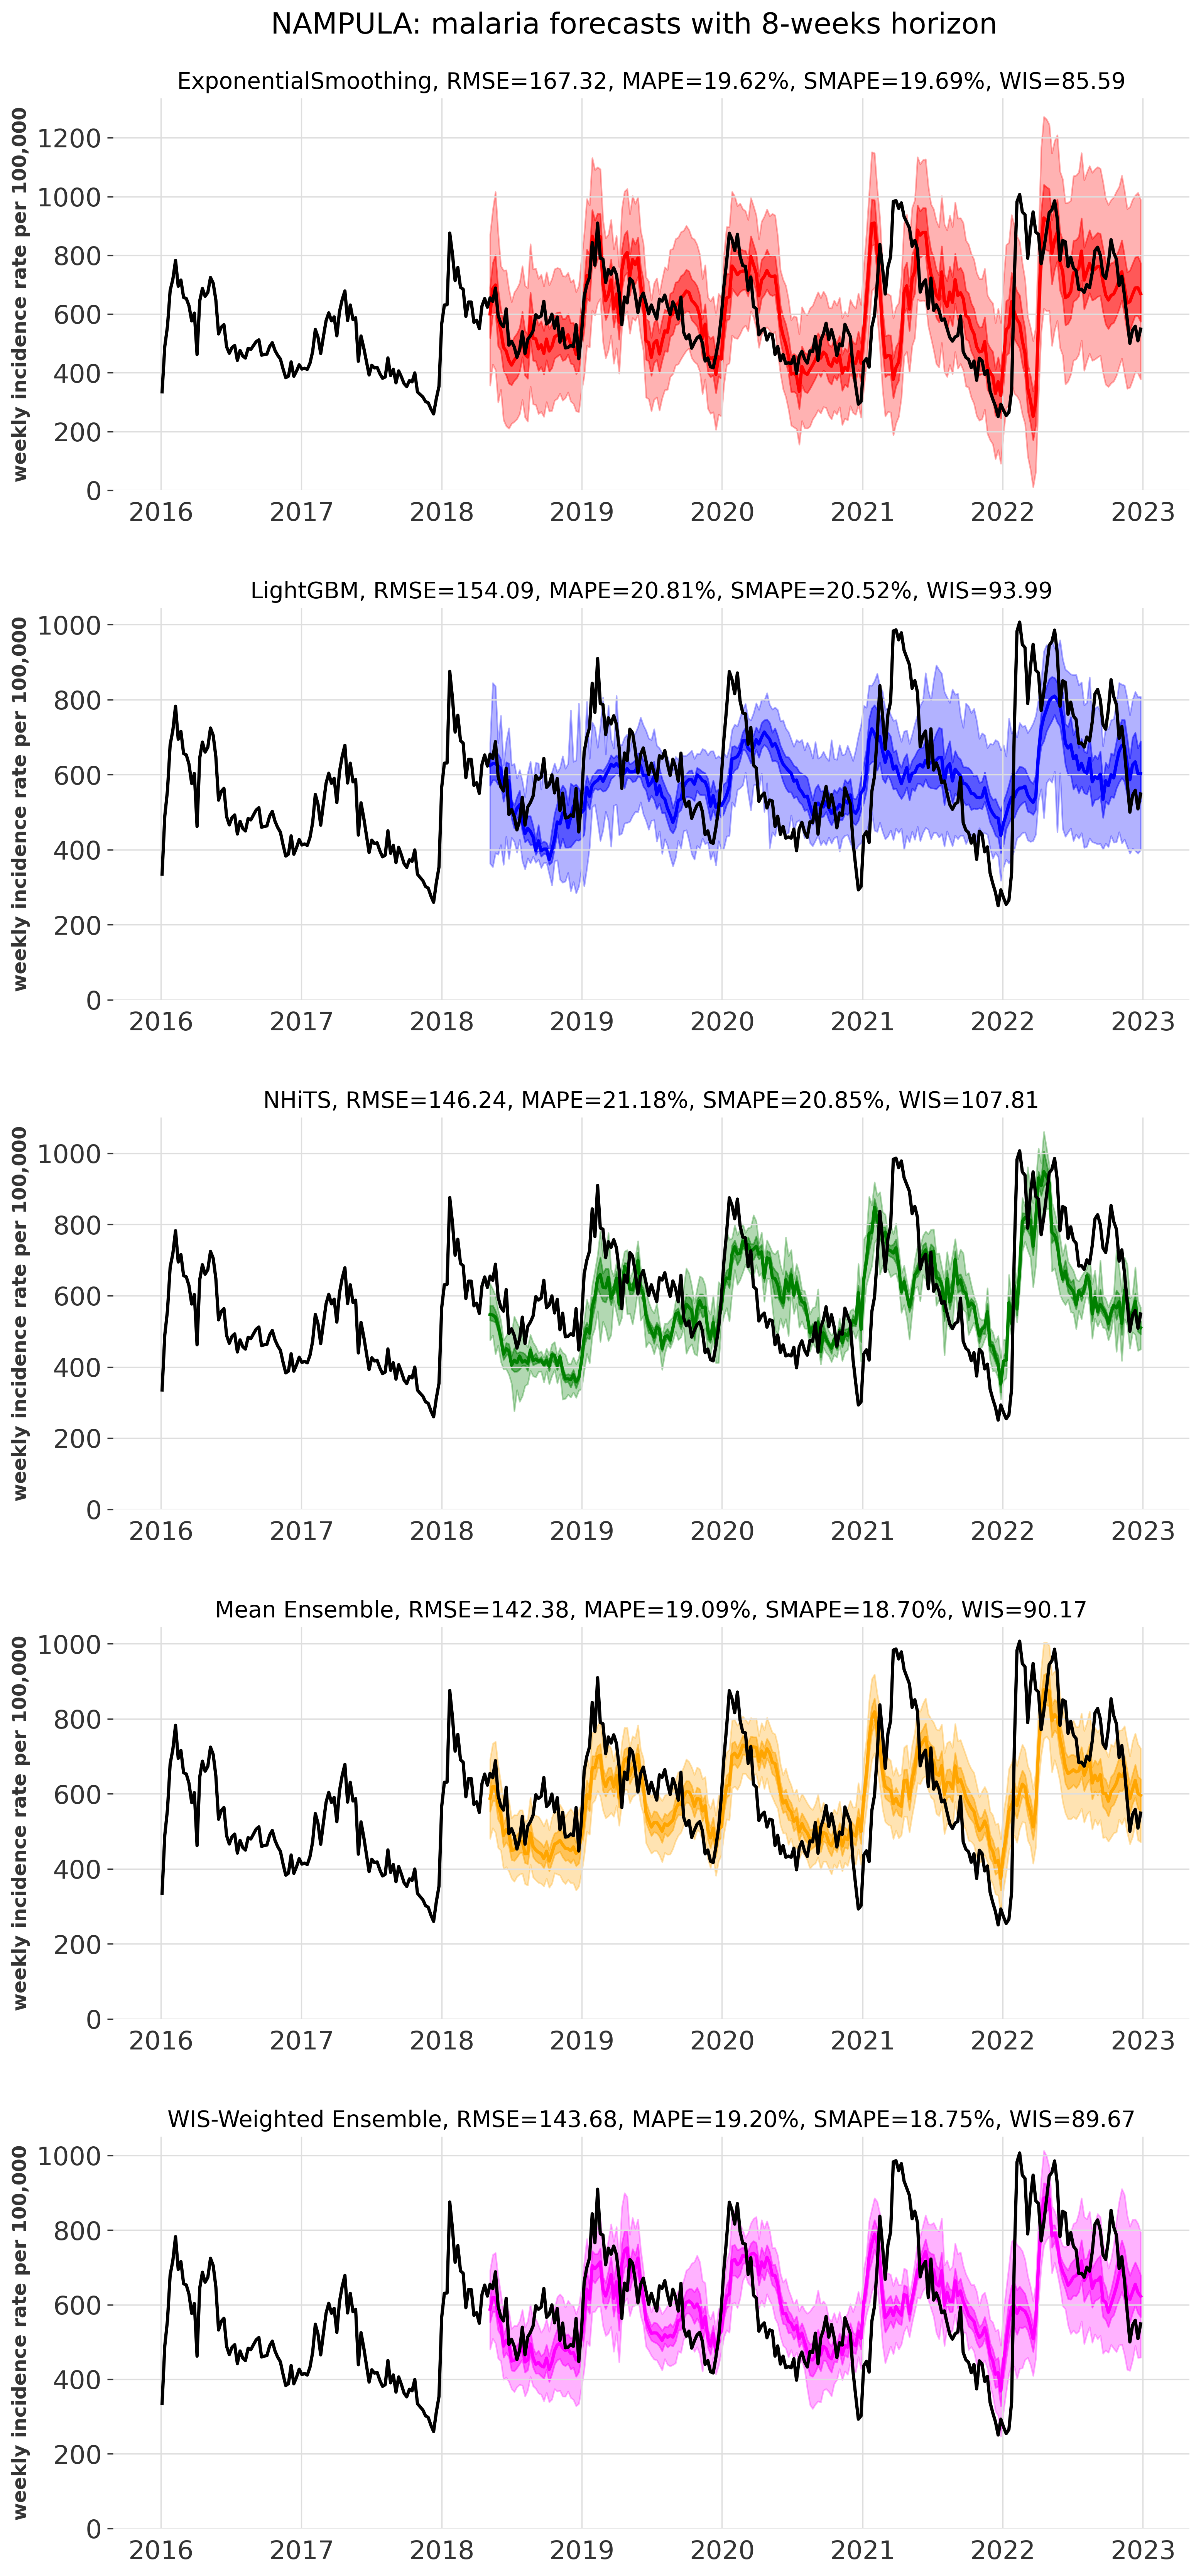 NAMPULA: malaria forecasts with 8-weeks horizon
ExponentialSmoothing, RMSE=167.32, MAPE=19.62%, SMAPE=19.69%, WIS=85.59
weekly incidence rate per 100,000
1200
1000
800
600
400
200
0
2016 2017 2018 2019 2020 2021 2022 2023
LightGBM, RMSE=154.09, MAPE=20.81%, SMAPE=20.52%, WIS=93.99
weekly incidence rate per 100,000
1000
800
600
400
200
0
2016 2017 2018 2019 2020 2021 2022 2023
NHiTS, RMSE=146.24, MAPE=21.18%, SMAPE=20.85%, WIS=107.81
weekly incidence rate per 100,000
1000
800
600
400
200
0
2016 2017 2018 2019 2020 2021 2022 2023
Mean Ensemble, RMSE=142.38, MAPE=19.09%, SMAPE=18.70%, WIS=90.17
weekly incidence rate per 100,000
1000
800
600
400
200
0
2016 2017 2018 2019 2020 2021 2022 2023
WIS-Weighted Ensemble, RMSE=143.68, MAPE=19.20%, SMAPE=18.75%, WIS=89.67
weekly incidence rate per 100,000
1000
800
600
400
200
0
2016 2017 2018 2019 2020 2021 2022 2023